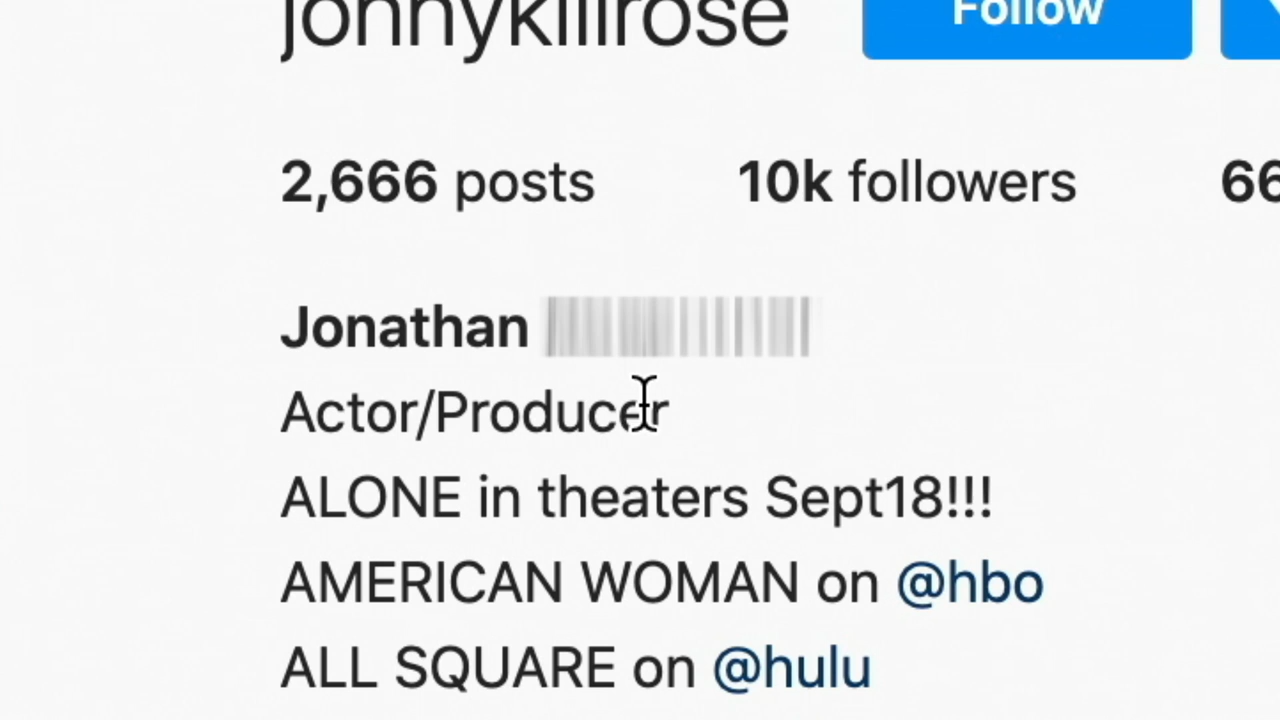 jonnykillrose Follow
2,666 posts 10k followers 66
Jonathan
Actor/Producer
ALONE in theaters Sept18!!!
AMERICAN WOMAN on @hbo
ALL SQUARE on @hulu